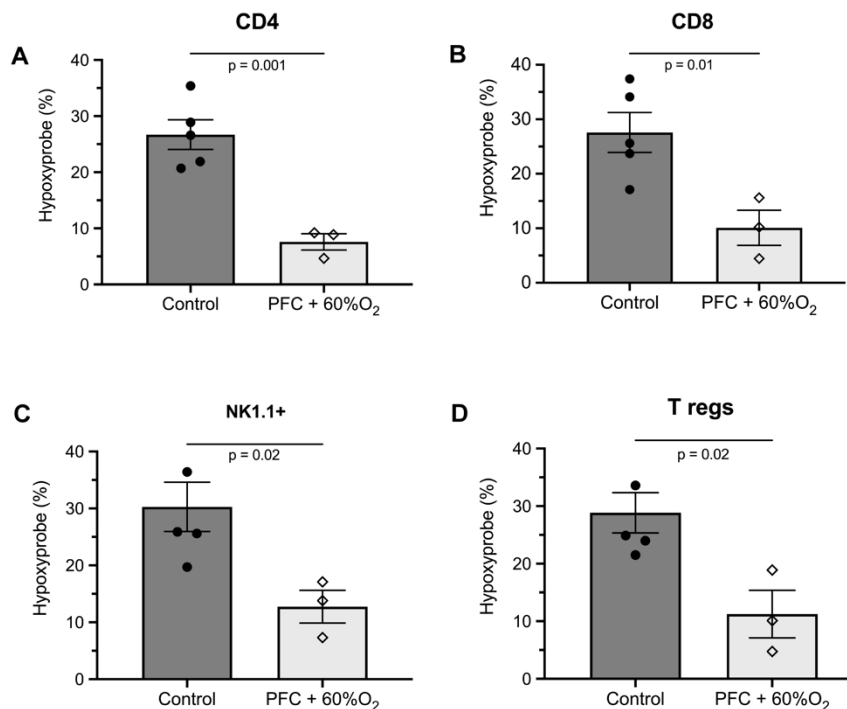 A
CD4
p = 0.001
Hypoxyprobe (%)
40
30
20
10
0
Control
PFC + 60%O₂
B
CD8
p = 0.01
Hypoxyprobe (%)
40
30
20
10
0
Control
PFC + 60%O₂
C
NK1.1+
p = 0.02
Hypoxyprobe (%)
40
30
20
10
0
Control
PFC + 60%O₂
D
T regs
p = 0.02
Hypoxyprobe (%)
40
30
20
10
0
Control
PFC + 60%O₂